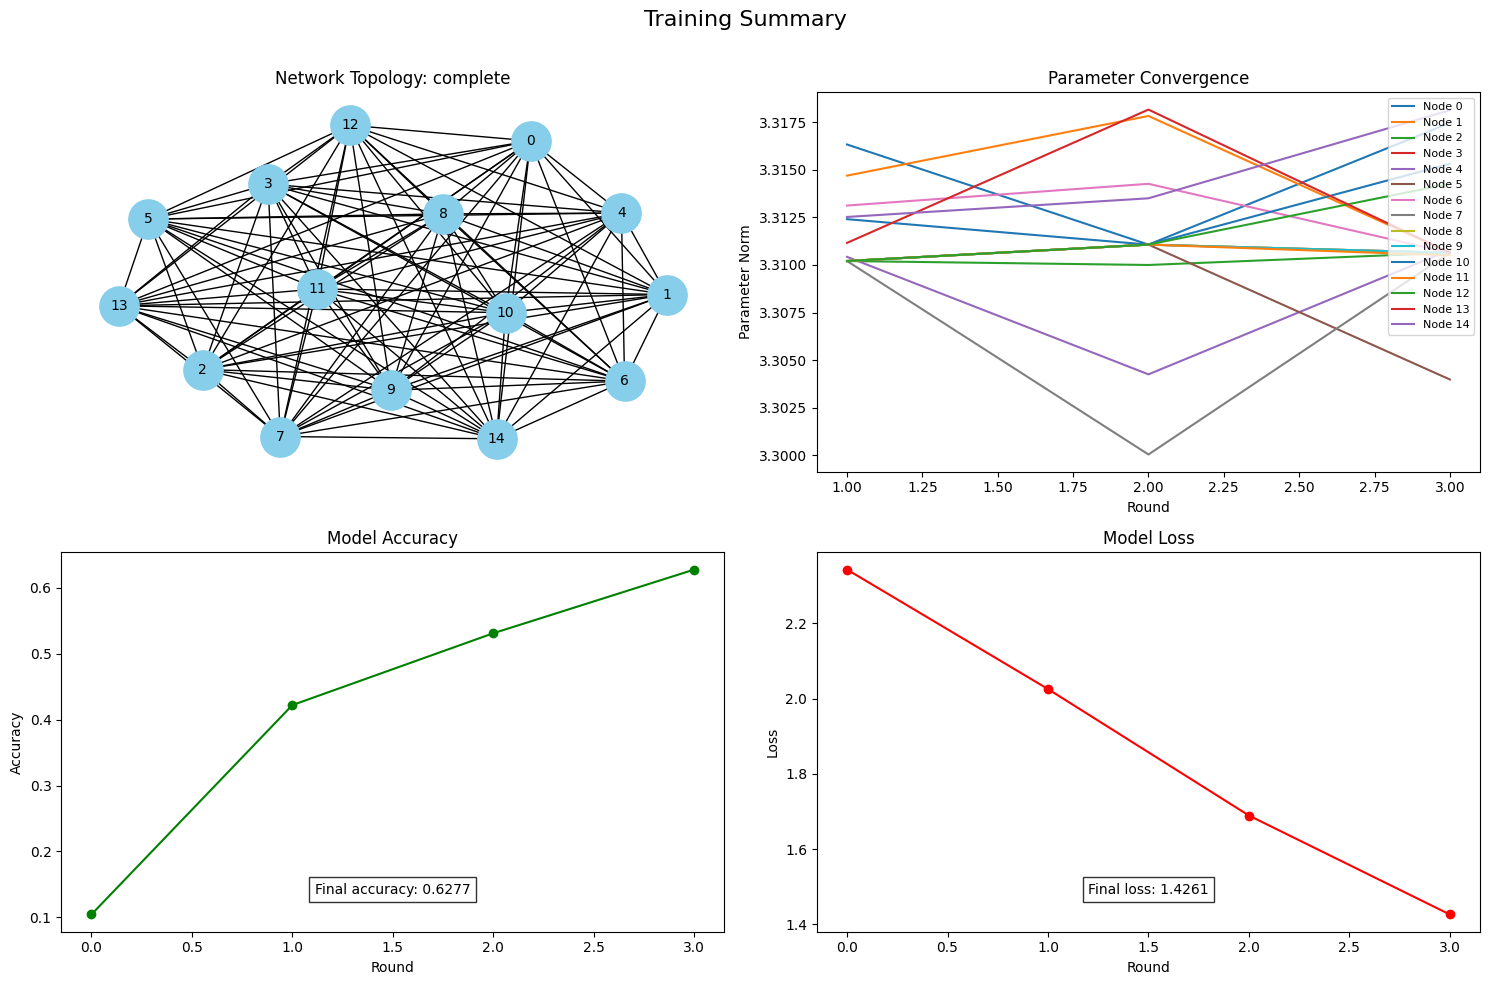 Training Summary
Network Topology: complete
12
0
3
5
8
4
11
1
13
10
2
9
6
7
14
Parameter Convergence
Parameter Norm
3.3175
3.3150
3.3125
3.3100
3.3075
3.3050
3.3025
3.3000
Node 0
Node 1
Node 2
Node 3
Node 4
Node 5
Node 6
Node 7
Node 8
Node 9
Node 10
Node 11
Node 12
Node 13
Node 14
1.00 1.25 1.50 1.75 2.00 2.25 2.50 2.75 3.00
Round
Model Accuracy
Accuracy
0.6
0.5
0.4
0.3
0.2
0.1
Final accuracy: 0.6277
0.0 0.5 1.0 1.5 2.0 2.5 3.0
Round
Model Loss
Loss
2.2
2.0
1.8
1.6
1.4
Final loss: 1.4261
0.0 0.5 1.0 1.5 2.0 2.5 3.0
Round